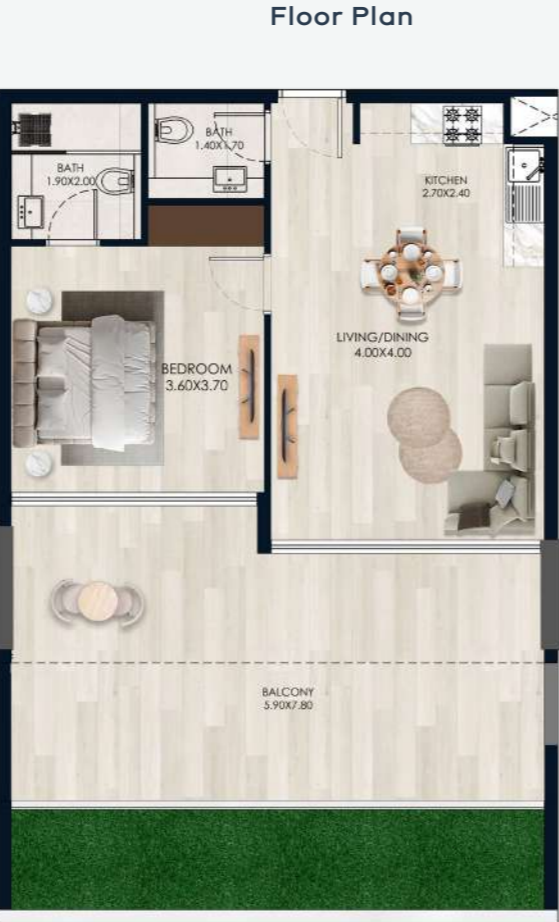 Floor Plan
BATH
1.40X1.70
BATH
1.90X2.00
KITCHEN
2.70X2.40
LIVING/DINING
4.00X4.00
BEDROOM
3.60X3.70
BALCONY
5.90X7.80